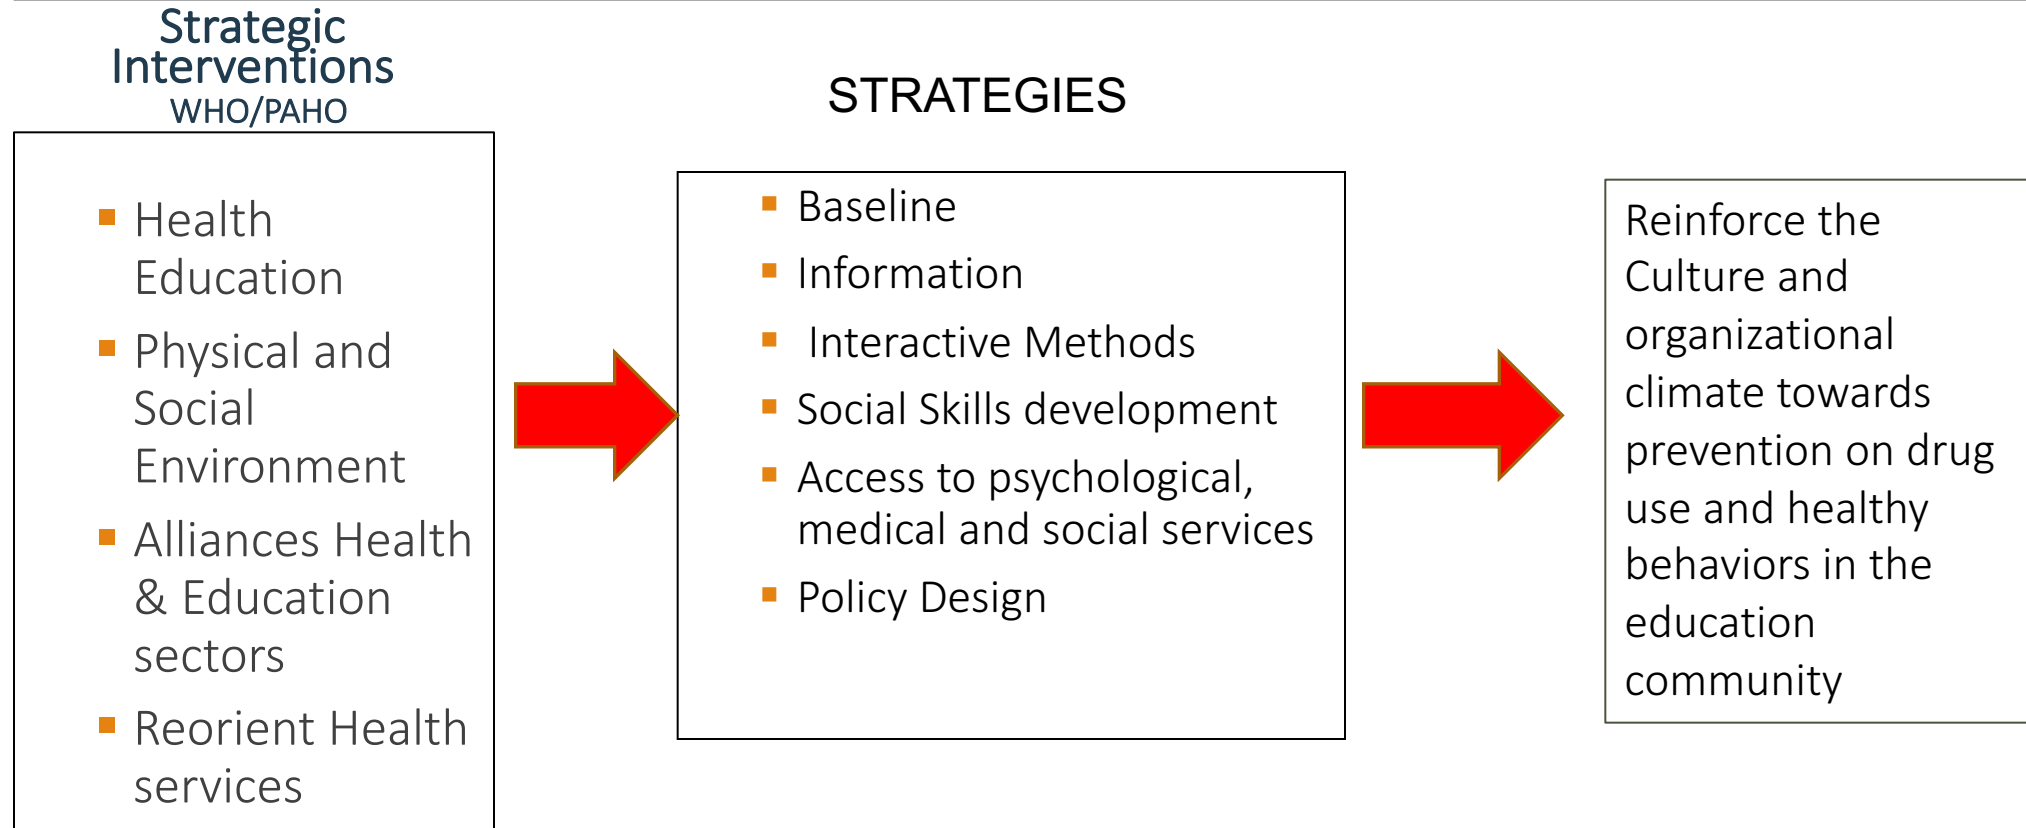 Strategic
Interventions
WHO/PAHO
Health
Education
Physical and
Social
Environment
Alliances Health
& Education
sectors
Reorient Health
services
STRATEGIES
Baseline
Information
Interactive Methods
Social Skills development
Access to psychological,
medical and social services
Policy Design
Reinforce the
Culture and
organizational
climate towards
prevention on drug
use and healthy
behaviors in the
education
community